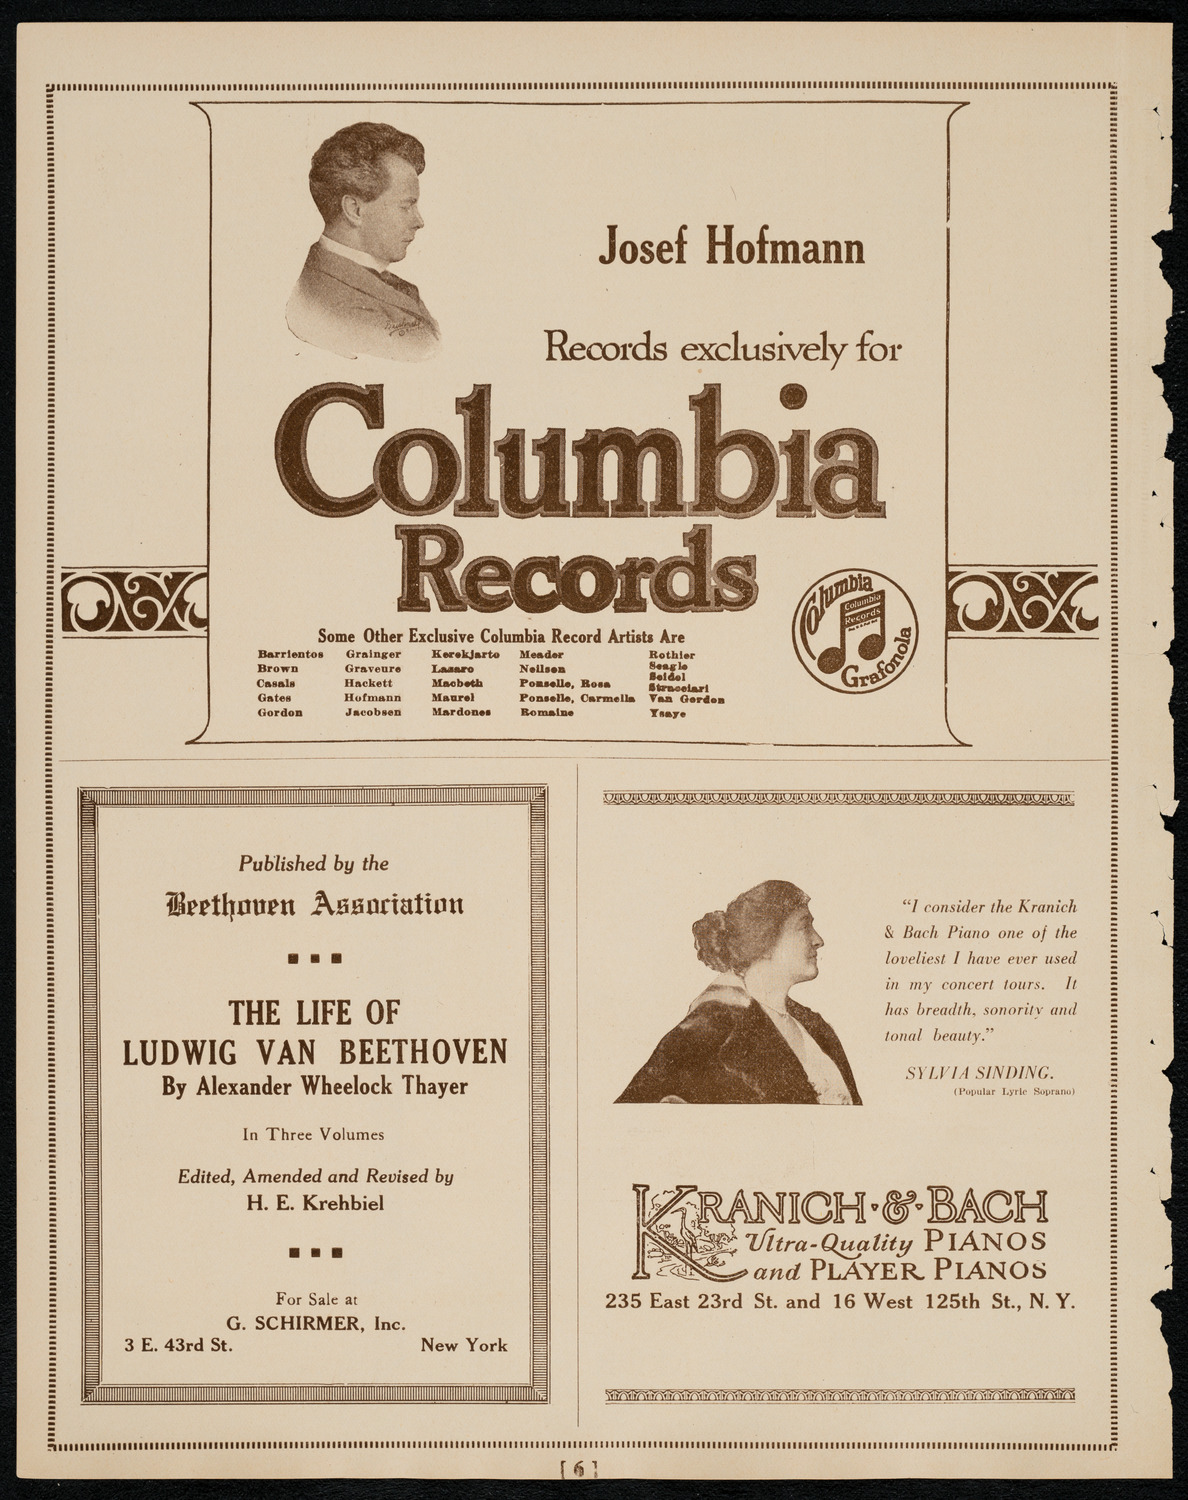 Josef Hofmann
Records exclusively for
Columbia
Records
Columbia
Columbia
Records
Grafonola
Some Other Exclusive Columbia Record Artists Are
Barrientos Grainger Kerekjarto Meader Rothier
Brown Graveure Lazaro Neilsen Seagle
Casals Hackett Macbeth Ponselle, Rosa Seidel
Gates Hofmann Maurel Ponselle, Carmella Stracciari
Gordon Jacobsen Mardones Romaine Van Gordon
Ysaye
Published by the
Beethoven Association
THE LIFE OF
LUDWIG VAN BEETHOVEN
By Alexander Wheelock Thayer
In Three Volumes
Edited, Amended and Revised by
H. E. Krehbiel
For Sale at
G. SCHIRMER, Inc.
3 E. 43rd St. New York
“I consider the Kranich
& Bach Piano one of the
loveliest I have ever used
in my concert tours. It
has breadth, sonority and
tonal beauty.”
SYLVIA SINDING.
(Popular Lyric Soprano)
KRANICH·&·BACH
Ultra-Quality PIANOS
and PLAYER PIANOS
235 East 23rd St. and 16 West 125th St., N. Y.
[ 6 ]